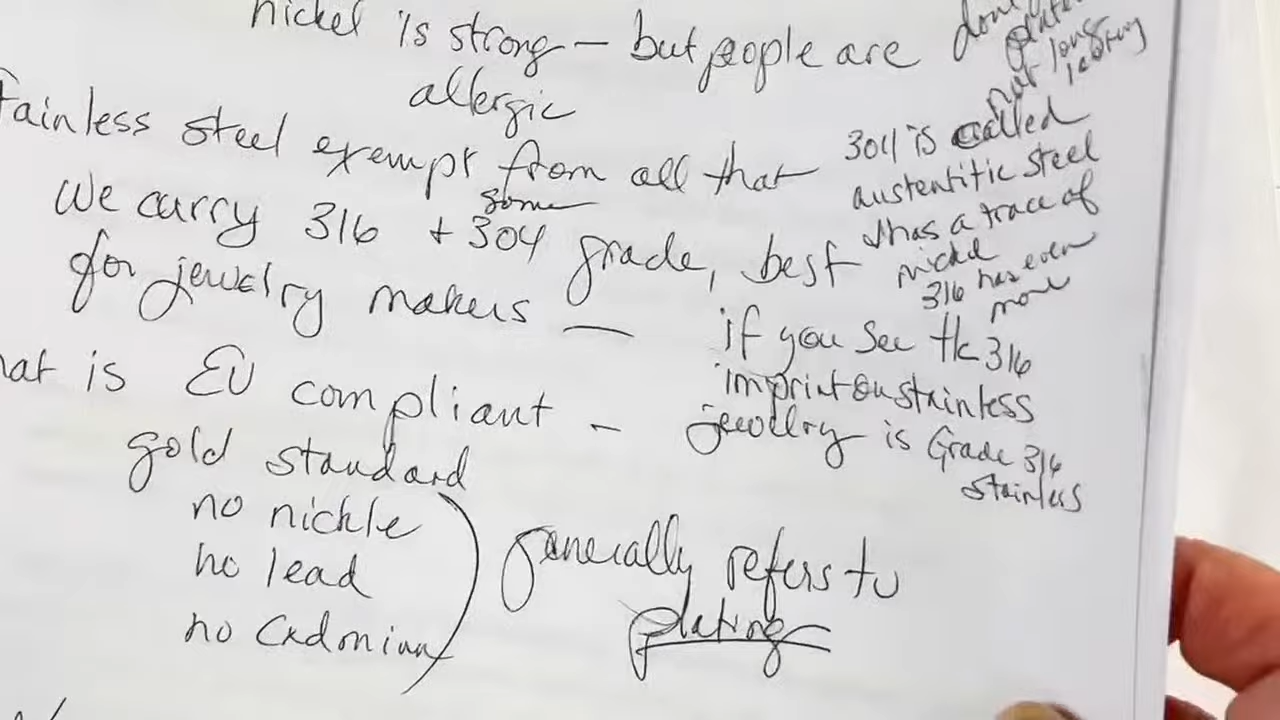 nickel is strong - but people are
allergic
tainless steel exempt from all that
some
We carry 316 + 304 grade, best
for jewelry makers —
hat is EU compliant -
gold standard
no nickle
no lead
no Cadmium
generally refers to
plating
not long
lasting
304 is called
austentitic steel
has a trace of
nickel
316 has even
more
if you see the 316
imprint on stainless
jewellry is Grade 316
stainless